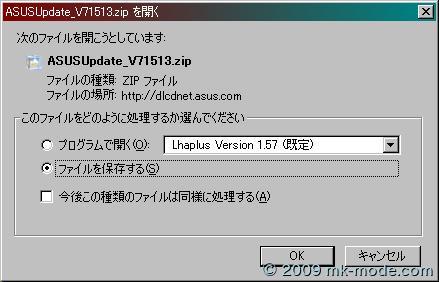 ASUSUpdate_V71513.zip を開く
次のファイルを開こうとしています:
ASUSUpdate_V71513.zip
ファイルの種類: ZIP ファイル
ファイルの場所: http://dlcdnet.asus.com
このファイルをどのように処理するか選んでください
プログラムで開く(O): Lhaplus Version 1.57 (既定)
ファイルを保存する(S)
今後この種類のファイルは同様に処理する(A)
OK キャンセル
© 2009 mk-mode.com